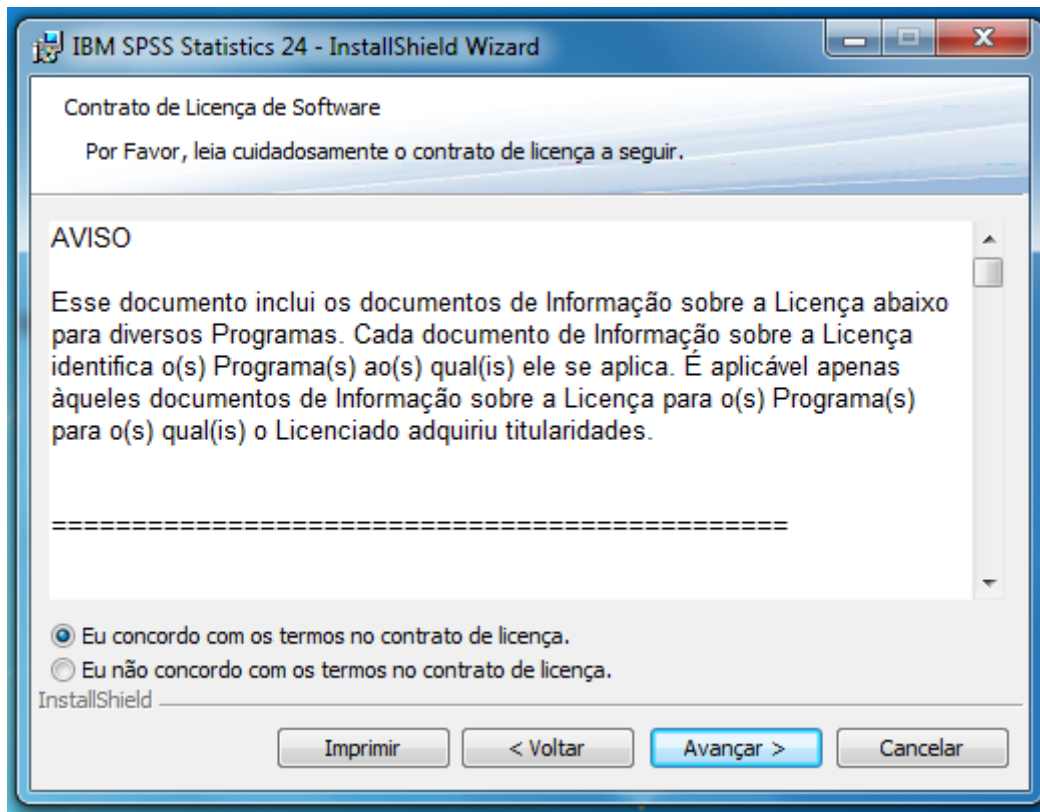 IBM SPSS Statistics 24 - InstallShield Wizard
Contrato de Licença de Software
Por Favor, leia cuidadosamente o contrato de licença a seguir.
AVISO
Esse documento inclui os documentos de Informação sobre a Licença abaixo
para diversos Programas. Cada documento de Informação sobre a Licença
identifica o(s) Programa(s) ao(s) qual(is) ele se aplica. É aplicável apenas
àqueles documentos de Informação sobre a Licença para o(s) Programa(s)
para o(s) qual(is) o Licenciado adquiriu titularidades.
==============================================
Eu concordo com os termos no contrato de licença.
Eu não concordo com os termos no contrato de licença.
InstallShield
Imprimir < Voltar Avançar > Cancelar